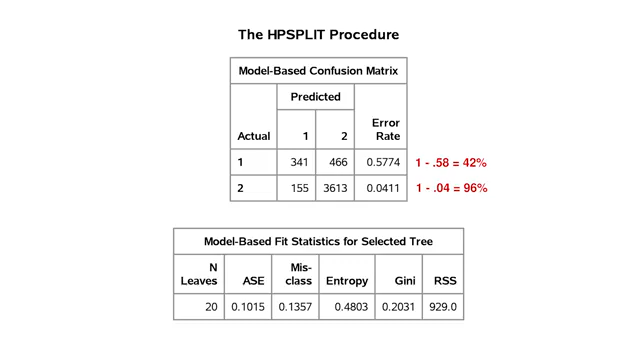 The HPSPLIT Procedure
Model-Based Confusion Matrix
Predicted
Actual 1 2 Error Rate
1 341 466 0.5774 1 - .58 = 42%
2 155 3613 0.0411 1 - .04 = 96%
Model-Based Fit Statistics for Selected Tree
N Leaves ASE Mis-class Entropy Gini RSS
20 0.1015 0.1357 0.4803 0.2031 929.0